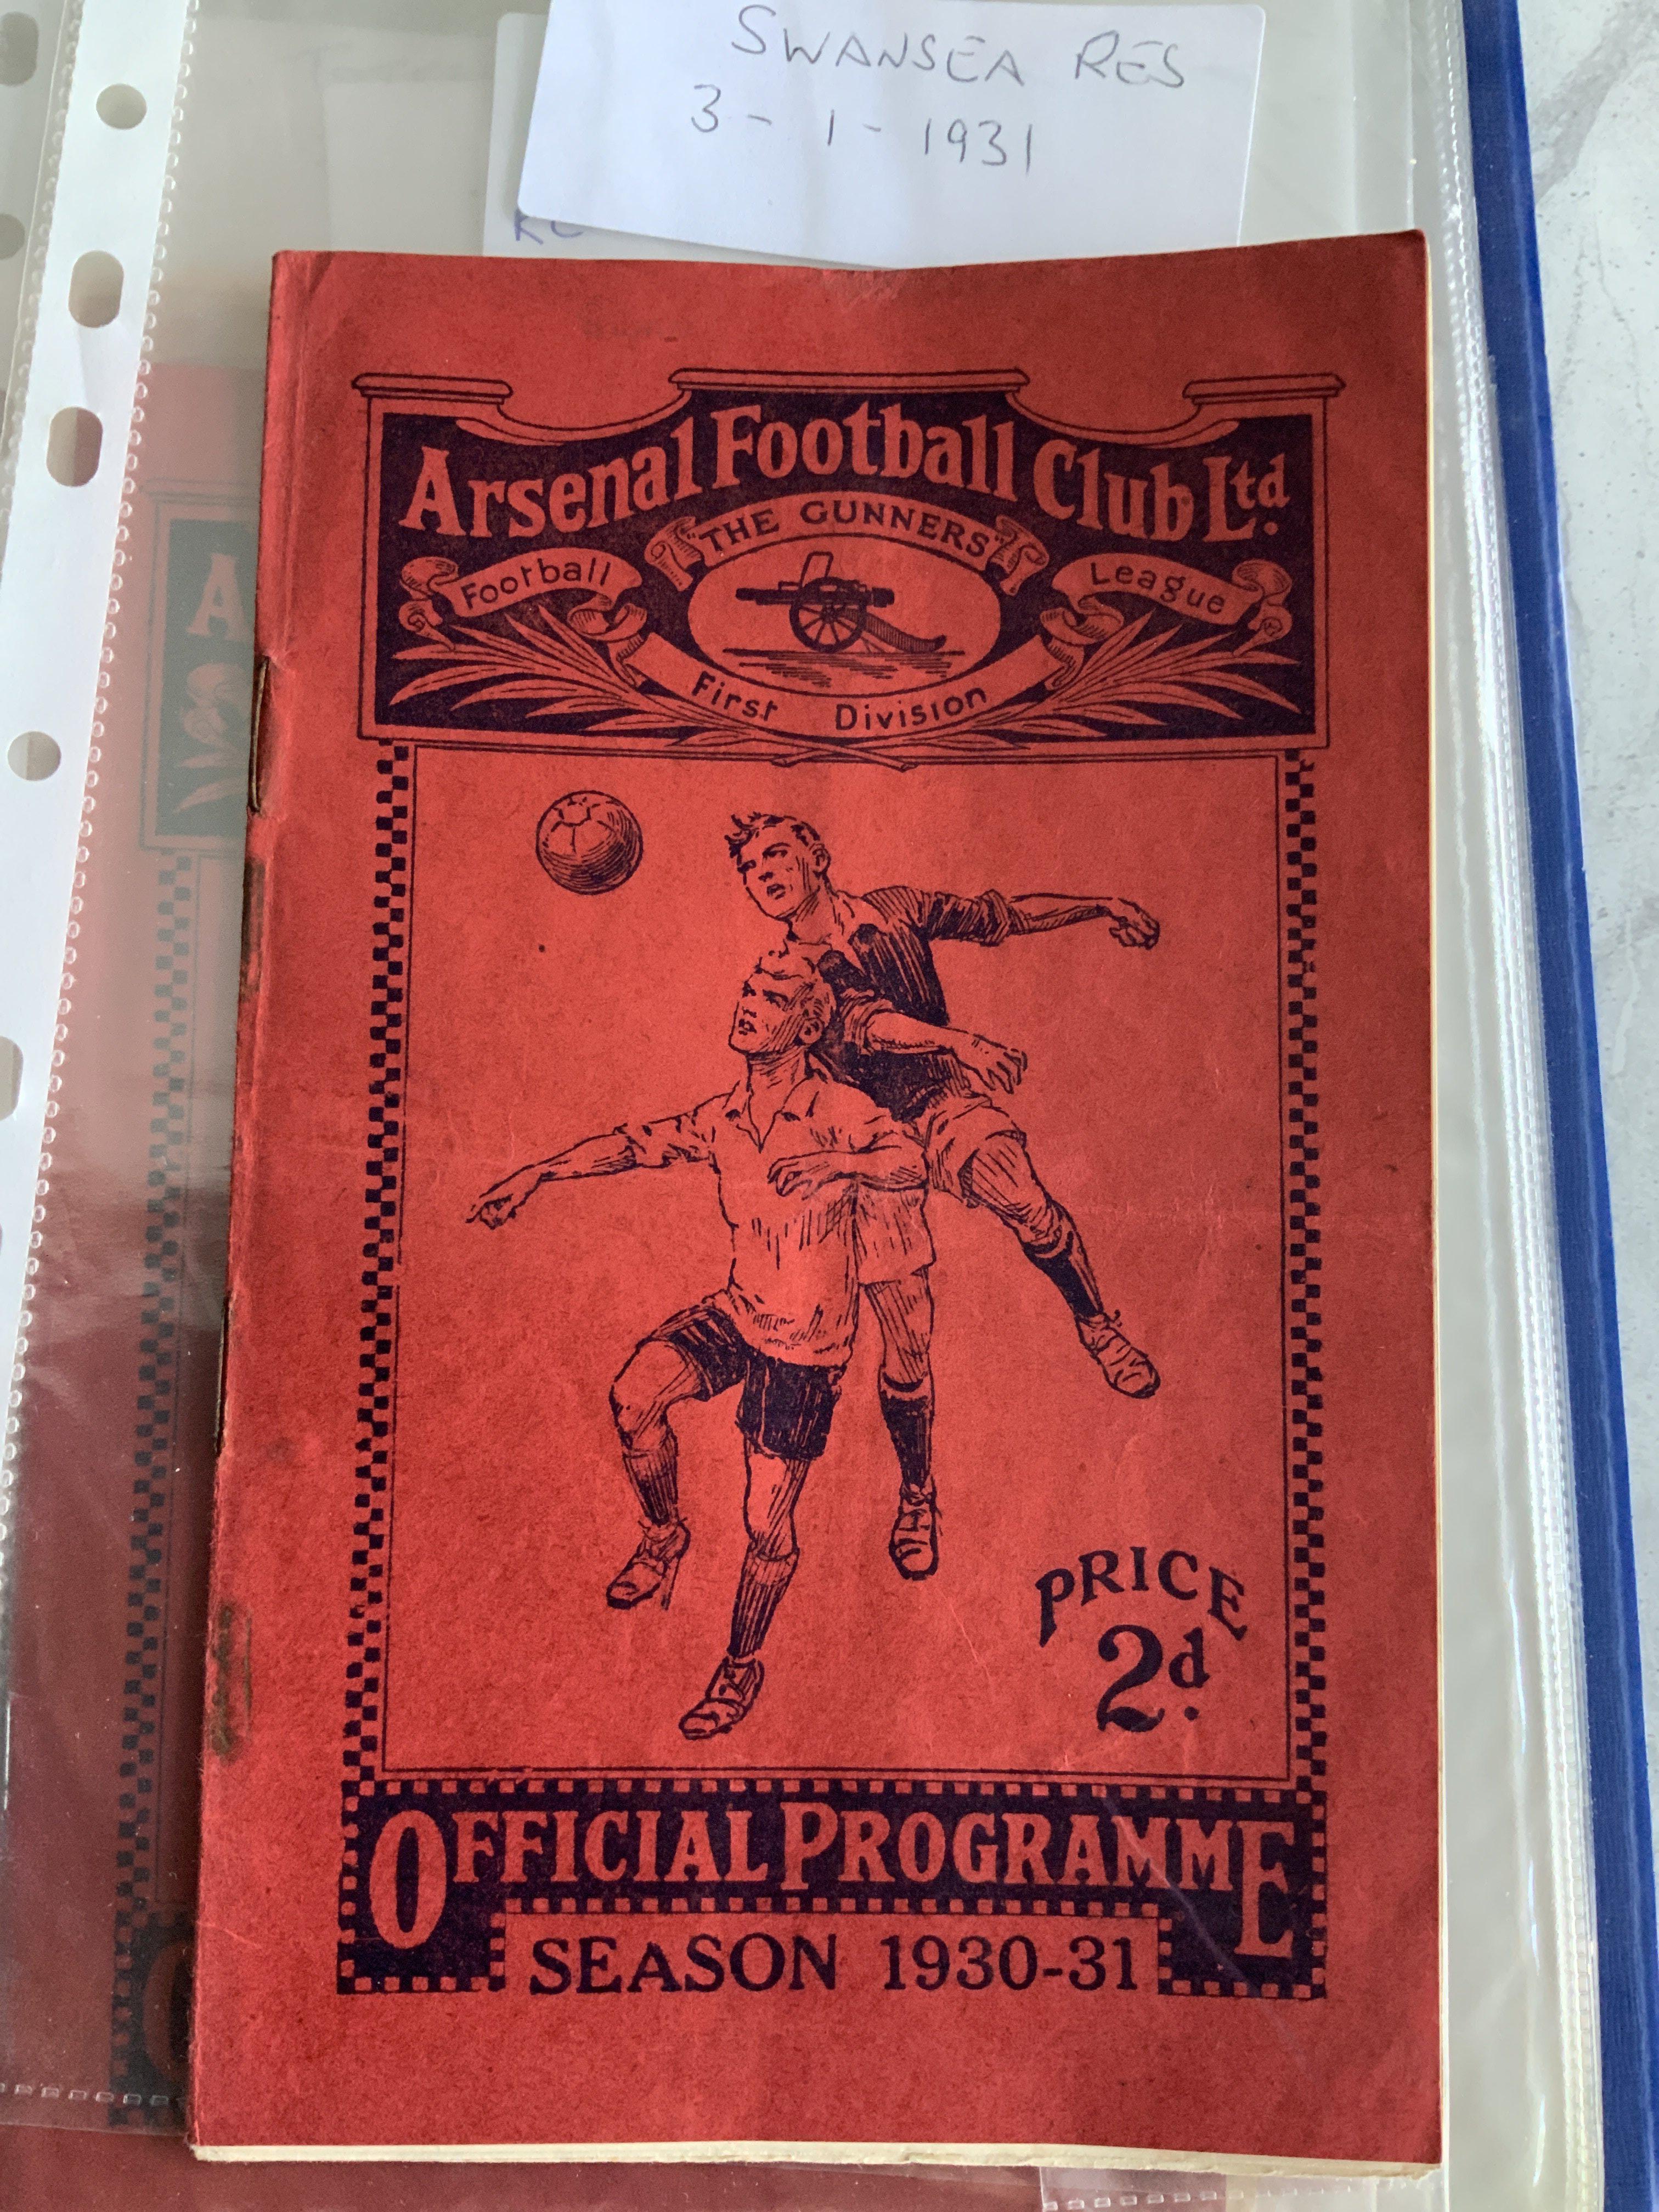 SWANSEA RES
3 - 1 - 1931
Arsenal Football Club Ltd.
"THE GUNNERS"
Football League
First Division
PRICE
2d.
OFFICIAL PROGRAMME
SEASON 1930-31